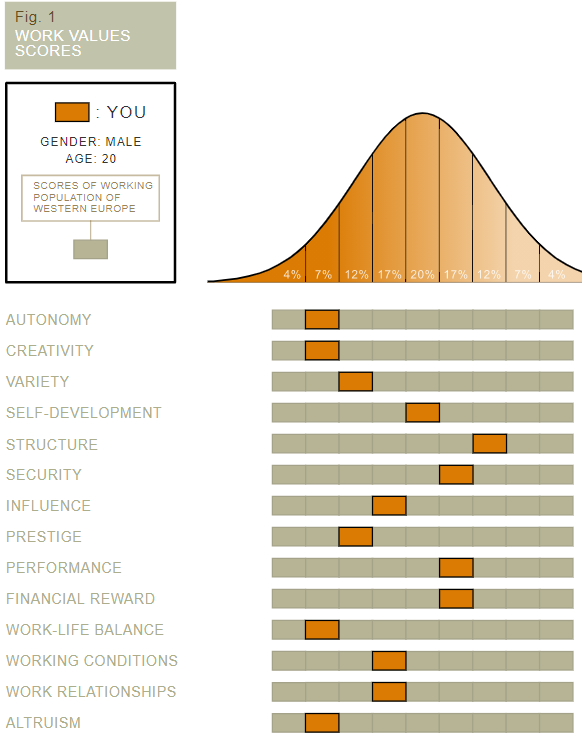 Fig. 1
WORK VALUES
SCORES
: YOU
GENDER: MALE
AGE: 20
SCORES OF WORKING
POPULATION OF
WESTERN EUROPE
4% 7% 12% 17% 20% 17% 12% 7% 4%
AUTONOMY
CREATIVITY
VARIETY
SELF-DEVELOPMENT
STRUCTURE
SECURITY
INFLUENCE
PRESTIGE
PERFORMANCE
FINANCIAL REWARD
WORK-LIFE BALANCE
WORKING CONDITIONS
WORK RELATIONSHIPS
ALTRUISM